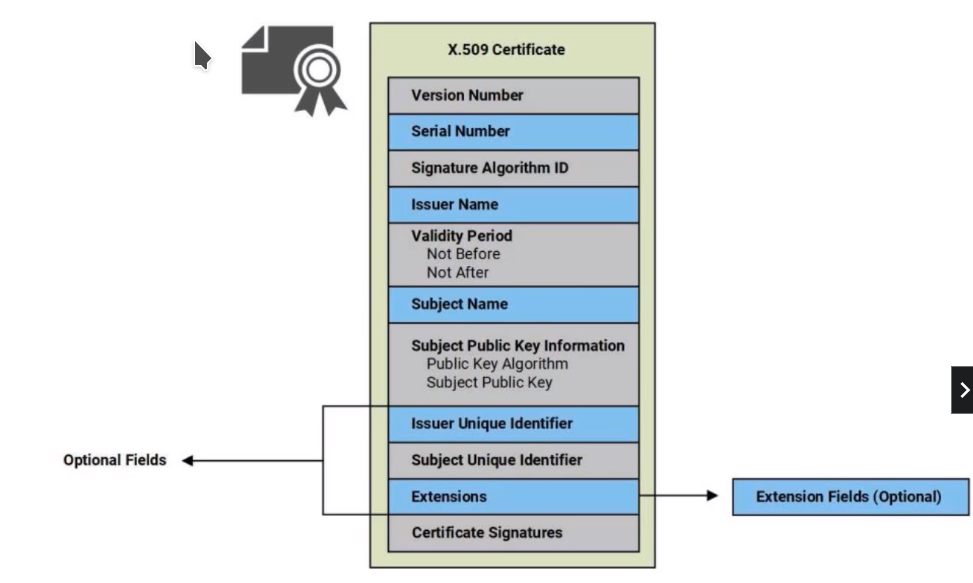 X.509 Certificate
Version Number
Serial Number
Signature Algorithm ID
Issuer Name
Validity Period
Not Before
Not After
Subject Name
Subject Public Key Information
Public Key Algorithm
Subject Public Key
Issuer Unique Identifier
Optional Fields
Subject Unique Identifier
Extensions
Extension Fields (Optional)
Certificate Signatures